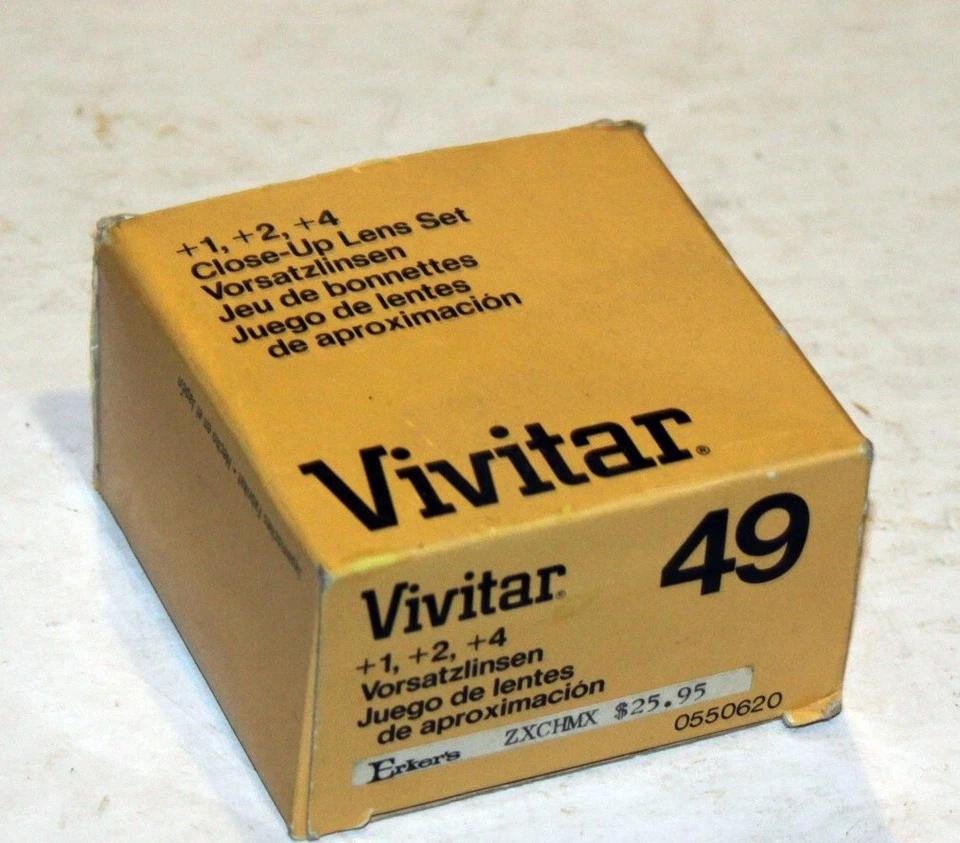 +1, +2, +4
Close-Up Lens Set
Vorsatzlinsen
Jeu de bonnettes
Juego de lentes
de aproximación
Vivitar®
Vivitar®
49
+1, +2, +4
Vorsatzlinsen
Juego de lentes
de aproximación
Erker's ZXCHMX $25.95
0550620